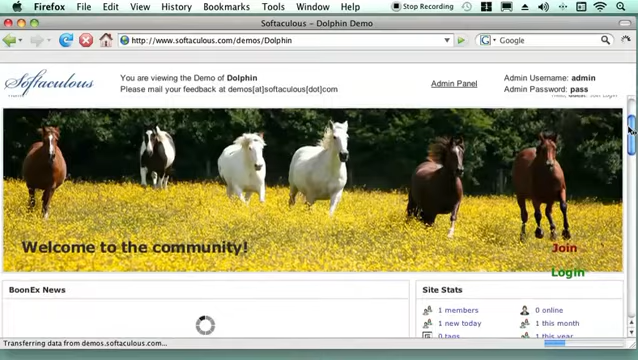 Firefox File Edit View History Bookmarks Tools Window Help Stop Recording
Softaculous – Dolphin Demo
http://www.softaculous.com/demos/Dolphin
Google
Softaculous
You are viewing the Demo of Dolphin
Please mail your feedback at demos[at]softaculous[dot]com
Admin Panel
Admin Username: admin
Admin Password: pass
Welcome to the community!
Join
Login
BoonEx News
Site Stats
1 members
0 online
1 new today
1 this month
0 tags
1 this year
Transferring data from demos.softaculous.com...